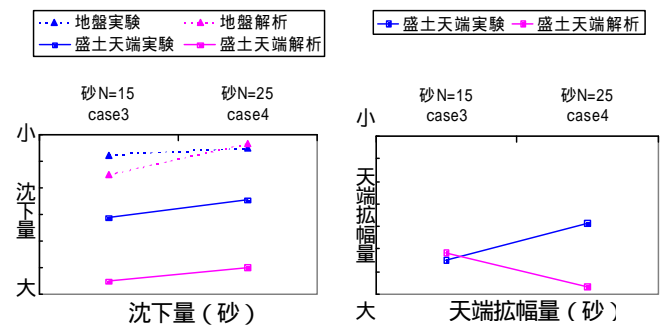 地盤実験 地盤解析
盛土天端実験 盛土天端解析
砂N=15 砂N=25
case3 case4
小
沈下量
大
沈下量（砂）
盛土天端実験 盛土天端解析
砂N=15 砂N=25
case3 case4
小
天端拡幅量
大
天端拡幅量（砂）